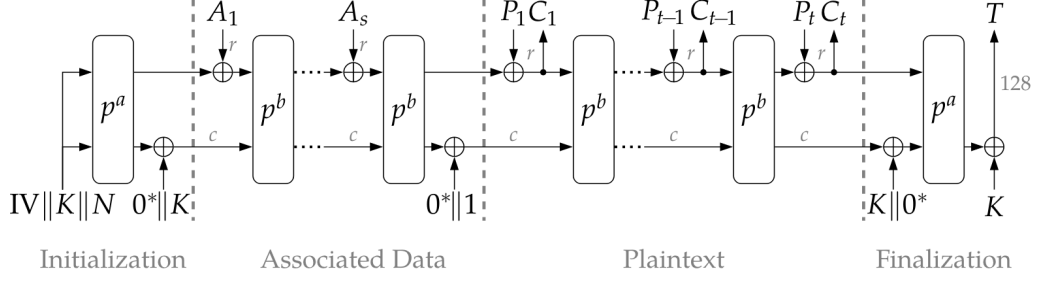 A₁ Aₛ P₁ C₁ Pₜ₋₁ Cₜ₋₁ Pₜ Cₜ T
r r r r r
pᵃ pᵇ pᵇ pᵇ pᵇ pᵃ 128
c c c c c
IV‖K‖N 0*‖K 0*‖1 K‖0* K
Initialization Associated Data Plaintext Finalization